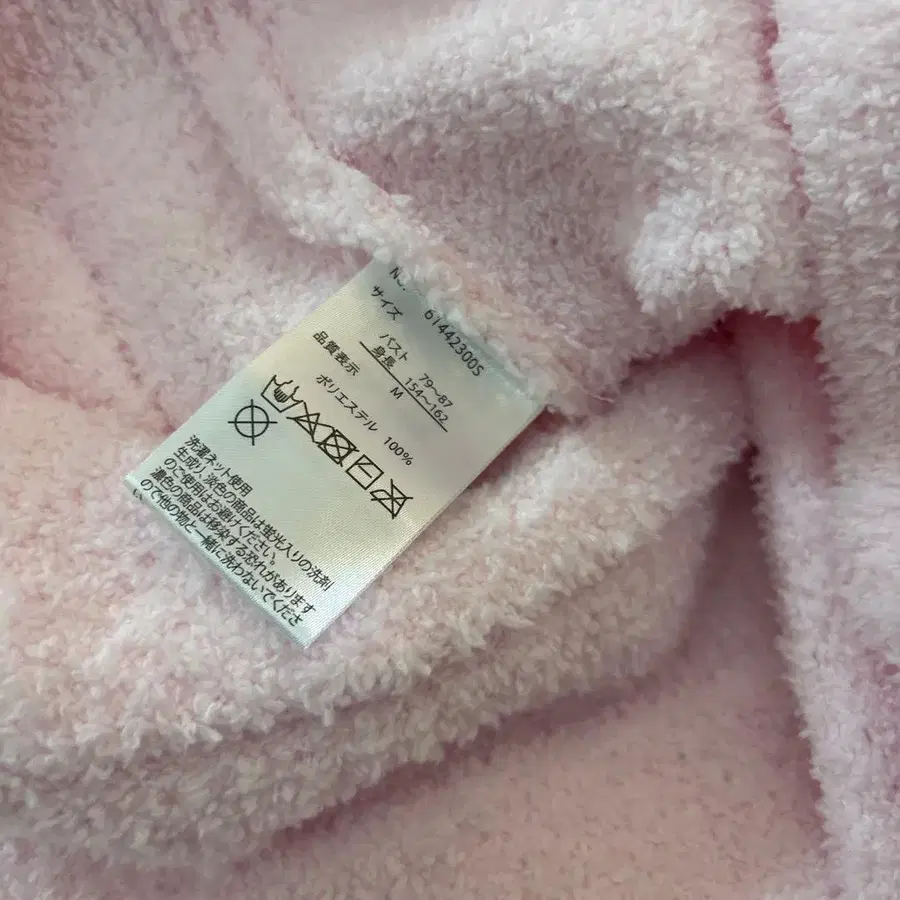 No. 61442300S
サイズ
バスト 79～87
身長 154～162
M
品質表示
ポリエステル 100%
洗濯ネット使用
生成り、淡色の商品は蛍光入りの洗剤
のご使用はお避けください。
濃色の商品は移染する恐れがあります
ので他の物と一緒に洗わないでくださ
い